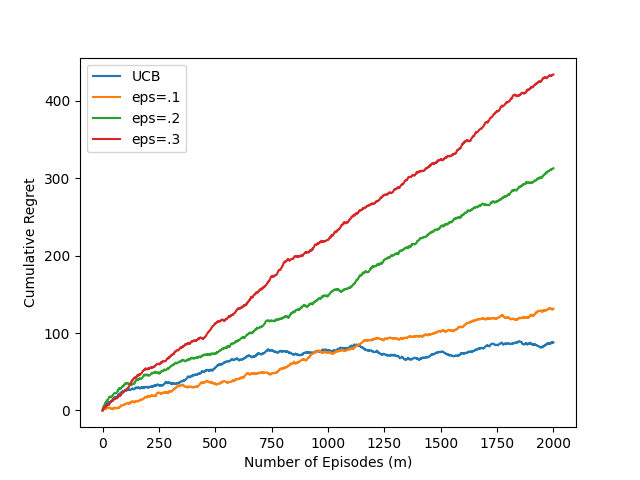 UCB
eps=.1
eps=.2
eps=.3
400
300
200
100
0
Cumulative Regret
0 250 500 750 1000 1250 1500 1750 2000
Number of Episodes (m)